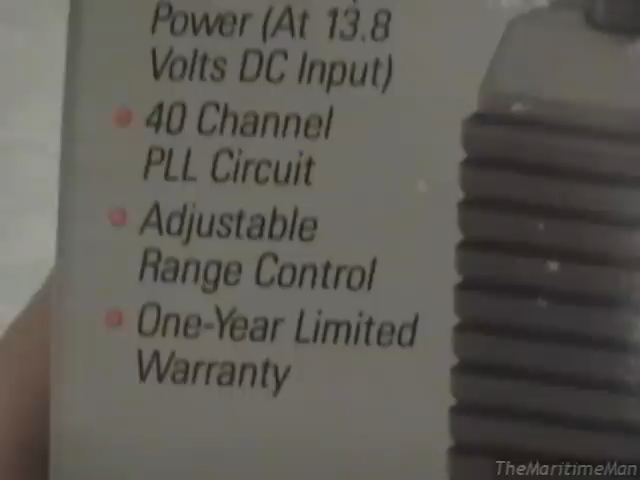 Power (At 13.8
Volts DC Input)
40 Channel
PLL Circuit
Adjustable
Range Control
One-Year Limited
Warranty
TheMaritimeMan